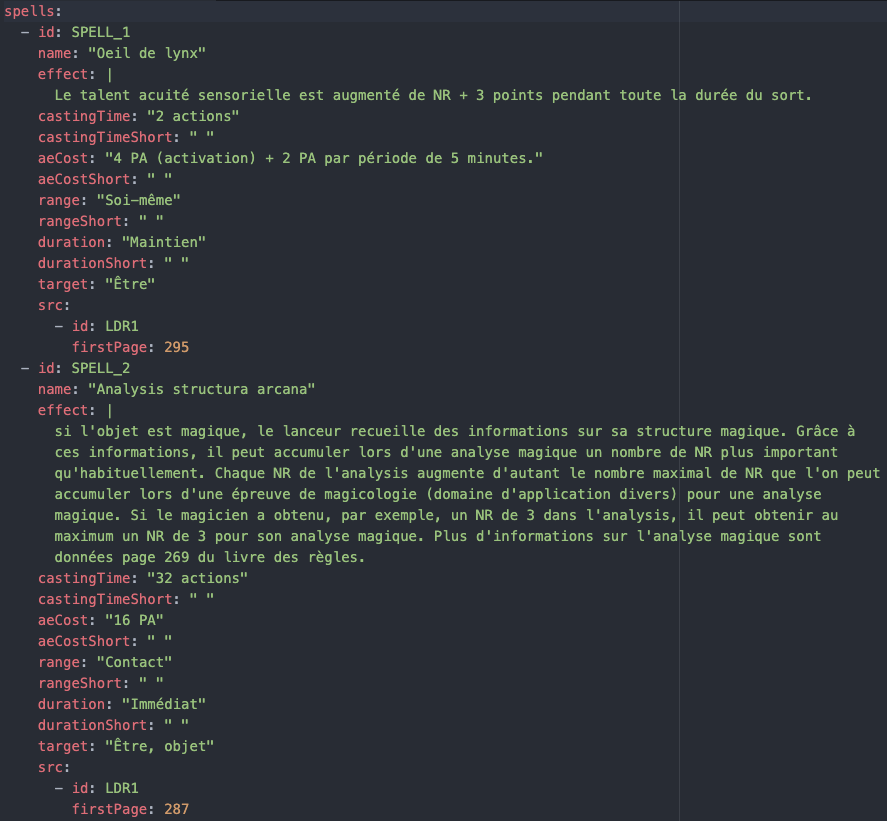 spells:
  - id: SPELL_1
    name: "Oeil de lynx"
    effect: |
      Le talent acuité sensorielle est augmenté de NR + 3 points pendant toute la durée du sort.
    castingTime: "2 actions"
    castingTimeShort: " "
    aeCost: "4 PA (activation) + 2 PA par période de 5 minutes."
    aeCostShort: " "
    range: "Soi-même"
    rangeShort: " "
    duration: "Maintien"
    durationShort: " "
    target: "Être"
    src:
      - id: LDR1
        firstPage: 295
  - id: SPELL_2
    name: "Analysis structura arcana"
    effect: |
      si l'objet est magique, le lanceur recueille des informations sur sa structure magique. Grâce à
      ces informations, il peut accumuler lors d'une analyse magique un nombre de NR plus important
      qu'habituellement. Chaque NR de l'analysis augmente d'autant le nombre maximal de NR que l'on peut
      accumuler lors d'une épreuve de magicologie (domaine d'application divers) pour une analyse
      magique. Si le magicien a obtenu, par exemple, un NR de 3 dans l'analysis, il peut obtenir au
      maximum un NR de 3 pour son analyse magique. Plus d'informations sur l'analyse magique sont
      données page 269 du livre des règles.
    castingTime: "32 actions"
    castingTimeShort: " "
    aeCost: "16 PA"
    aeCostShort: " "
    range: "Contact"
    rangeShort: " "
    duration: "Immédiat"
    durationShort: " "
    target: "Être, objet"
    src:
      - id: LDR1
        firstPage: 287